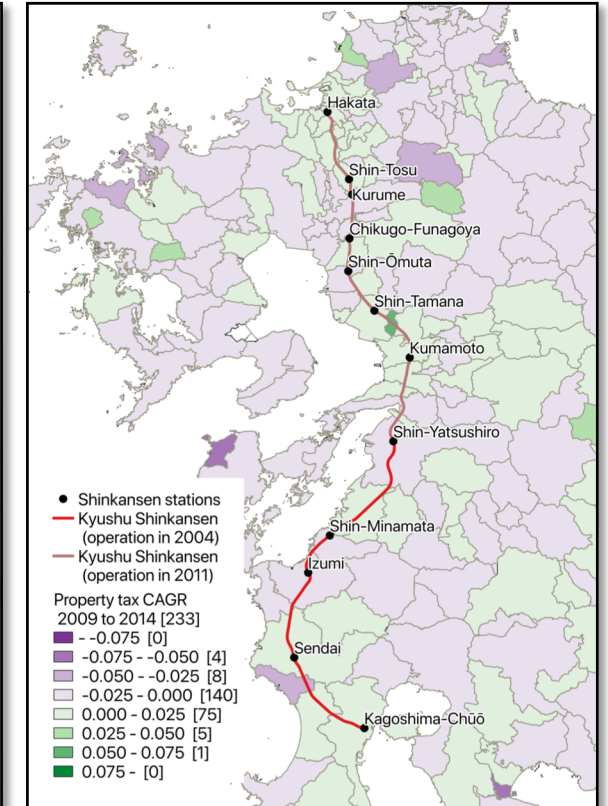 Hakata
Shin-Tosu
Kurume
Chikugo-Funagoya
Shin-Ōmuta
Shin-Tamana
Kumamoto
Shin-Yatsushiro
Shin-Minamata
Izumi
Sendai
Kagoshima-Chūō
Shinkansen stations
Kyushu Shinkansen
(operation in 2004)
Kyushu Shinkansen
(operation in 2011)
Property tax CAGR
2009 to 2014 [233]
- -0.075 [0]
-0.075 - -0.050 [4]
-0.050 - -0.025 [8]
-0.025 - 0.000 [140]
0.000 - 0.025 [75]
0.025 - 0.050 [5]
0.050 - 0.075 [1]
0.075 - [0]